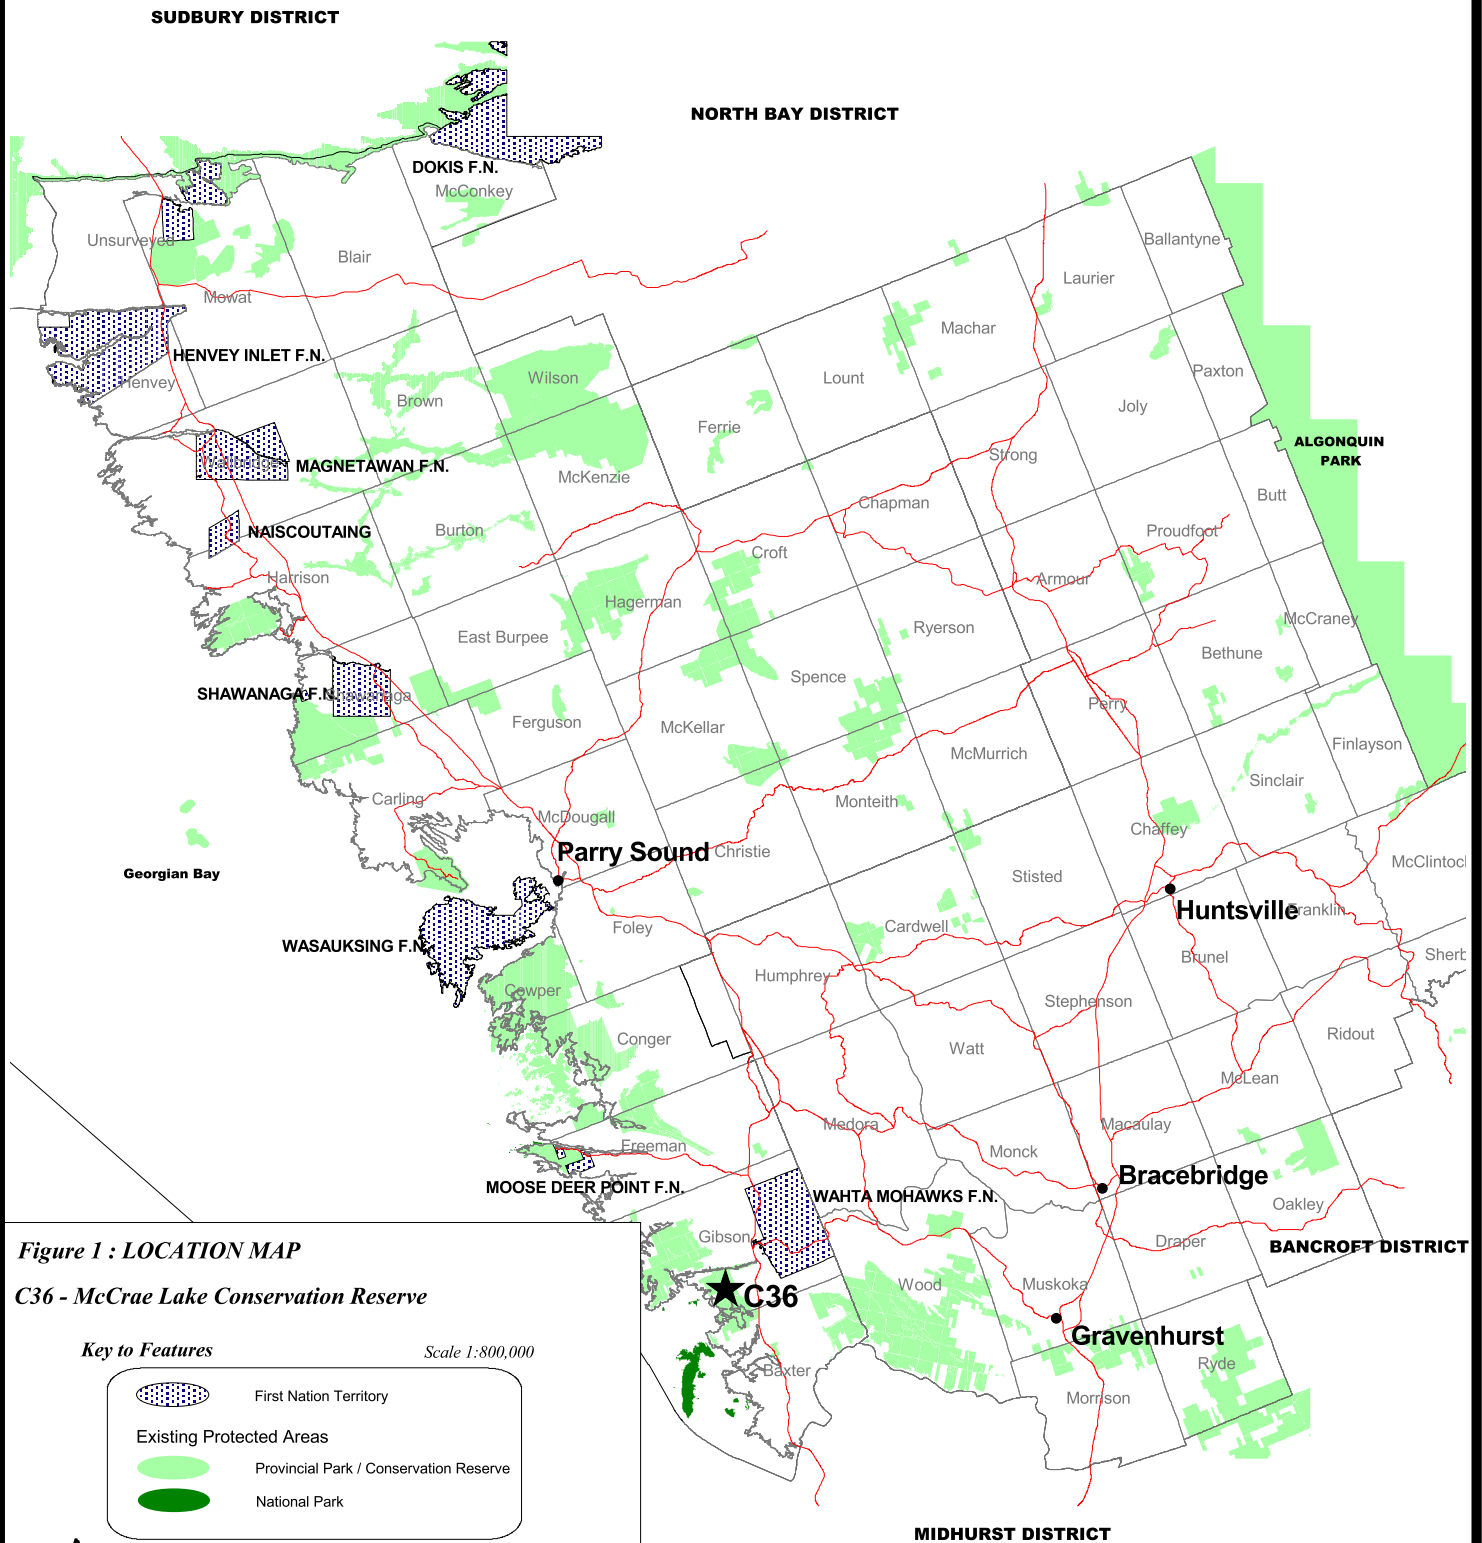 SUDBURY DISTRICT
NORTH BAY DISTRICT
DOKIS F.N.
McConkey
Unsurveyed
Blair
Ballantyne
Laurier
Mowat
Machar
HENVEY INLET F.N.
Henvey
Wilson
Lount
Paxton
Brown
Joly
Ferrie
ALGONQUIN
PARK
Strong
MAGNETAWAN F.N.
McKenzie
Butt
Chapman
NAISCOUTAING
Burton
Proudfoot
Croft
Harrison
Armour
Hagerman
McCraney
Ryerson
East Burpee
Bethune
Spence
SHAWANAGA F.N.
Shawanaga
Perry
Ferguson
McKellar
Finlayson
McMurrich
Sinclair
Carling
Monteith
McDougall
Chaffey
Parry Sound
Christie
McClintoc
Georgian Bay
Stisted
Huntsville
Franklin
Cardwell
Foley
WASAUKSING F.N.
Brunel
Sherb
Humphrey
Cowper
Stephenson
Ridout
Conger
Watt
McLean
Medora
Macaulay
Freeman
Monck
Bracebridge
MOOSE DEER POINT F.N.
WAHTA MOHAWKS F.N.
Oakley
Gibson
Draper
BANCROFT DISTRICT
Wood
Muskoka
C36
Gravenhurst
Ryde
Baxter
Morrison
MIDHURST DISTRICT
Figure 1 : LOCATION MAP
C36 - McCrae Lake Conservation Reserve
Key to Features
Scale 1:800,000
First Nation Territory
Existing Protected Areas
Provincial Park / Conservation Reserve
National Park